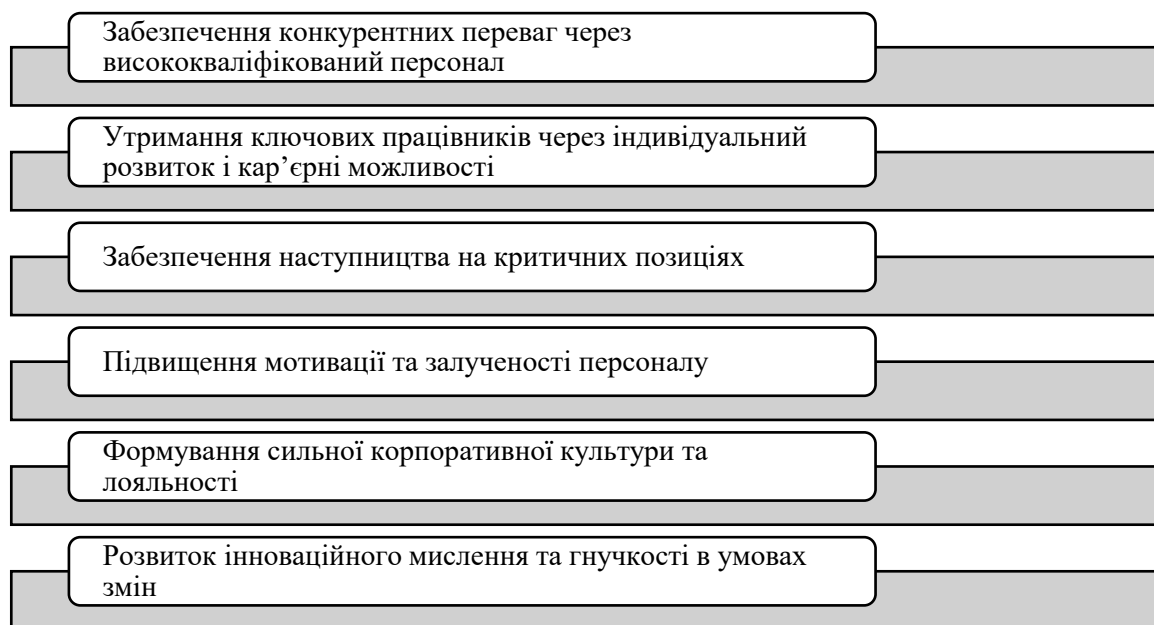 Забезпечення конкурентних переваг через
висококваліфікований персонал
Утримання ключових працівників через індивідуальний
розвиток і кар’єрні можливості
Забезпечення наступництва на критичних позиціях
Підвищення мотивації та залученості персоналу
Формування сильної корпоративної культури та
лояльності
Розвиток інноваційного мислення та гнучкості в умовах
змін